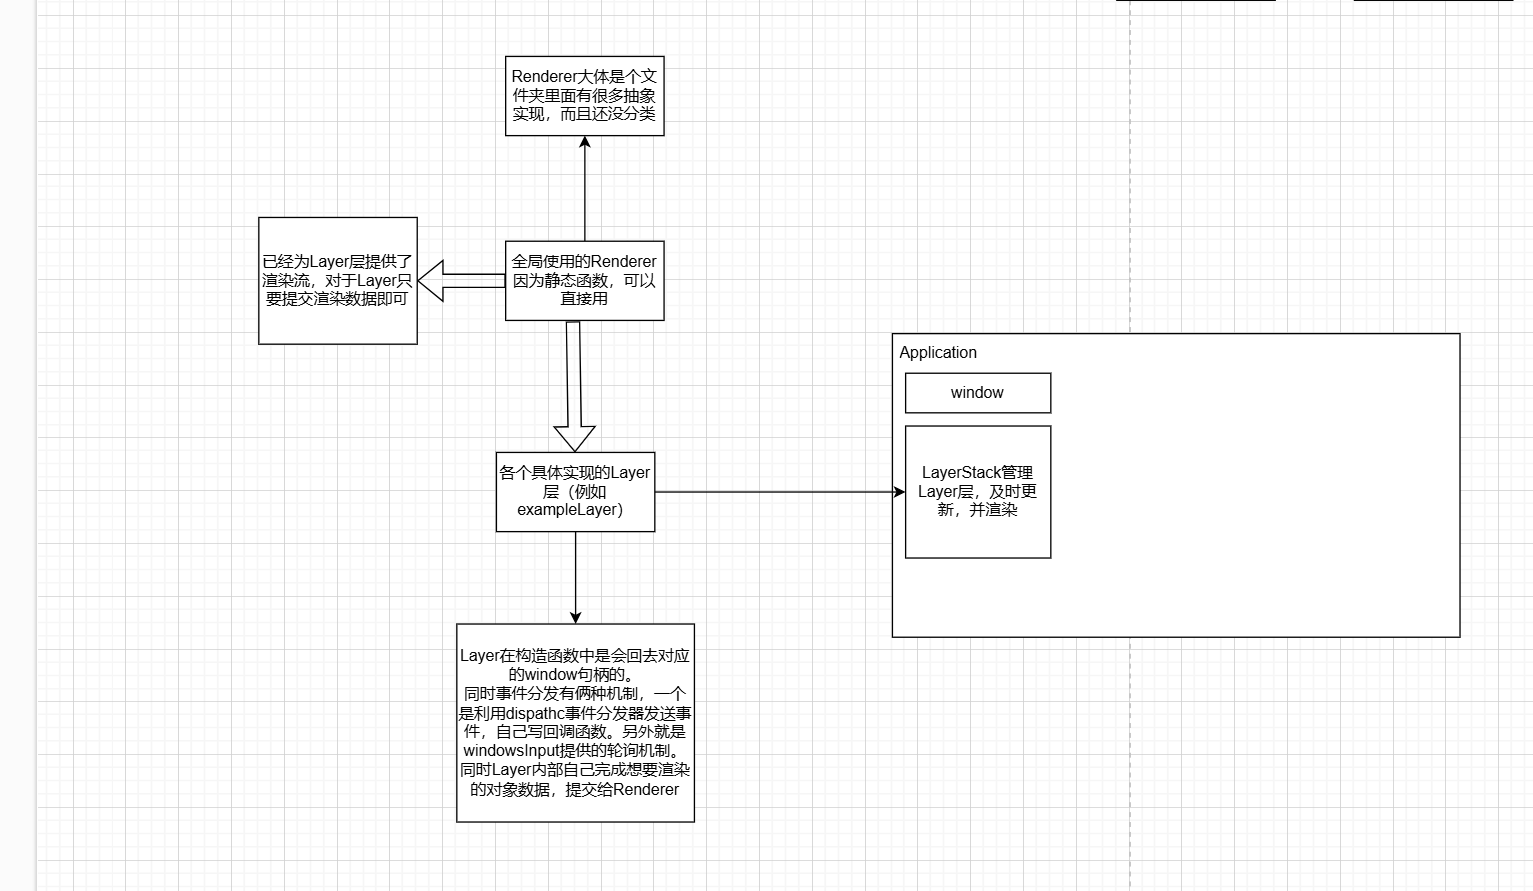 Renderer大体是个文
件夹里面有很多抽象
实现，而且还没分类
已经为Layer层提供了
渲染流，对于Layer只
要提交渲染数据即可
全局使用的Renderer
因为静态函数，可以
直接用
Application
window
LayerStack管理
Layer层，及时更
新，并渲染
各个具体实现的Layer
层（例如
exampleLayer）
Layer在构造函数中是会回去对应
的window句柄的。
同时事件分发有俩种机制，一个
是利用dispathc事件分发器发送事
件，自己写回调函数。另外就是
windowsInput提供的轮询机制。
同时Layer内部自己完成想要渲染
的对象数据，提交给Renderer